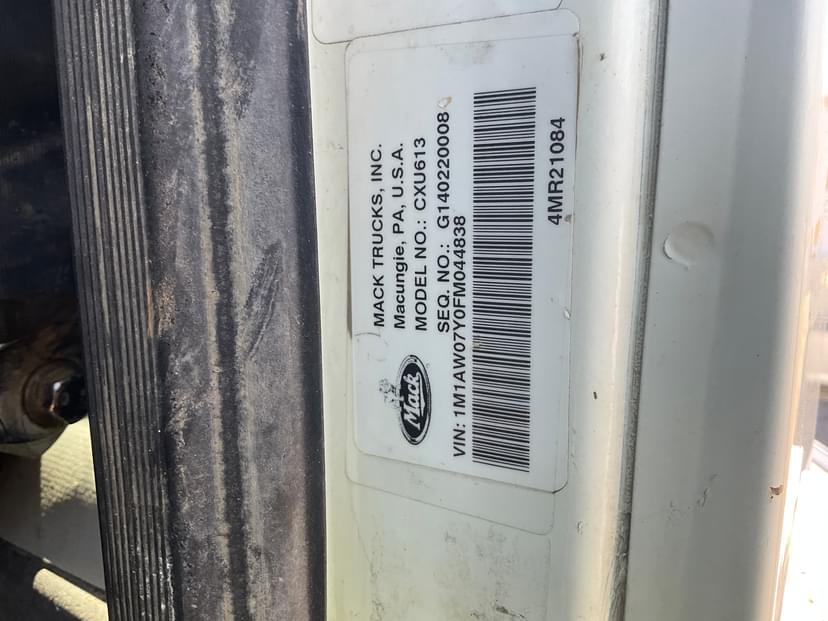 MACK TRUCKS, INC.
Macungie, PA, U.S.A.
MODEL NO.: CXU613
SEQ. NO.: G140220008
Mack
VIN: 1M1AW07Y0FM044838
4MR21084